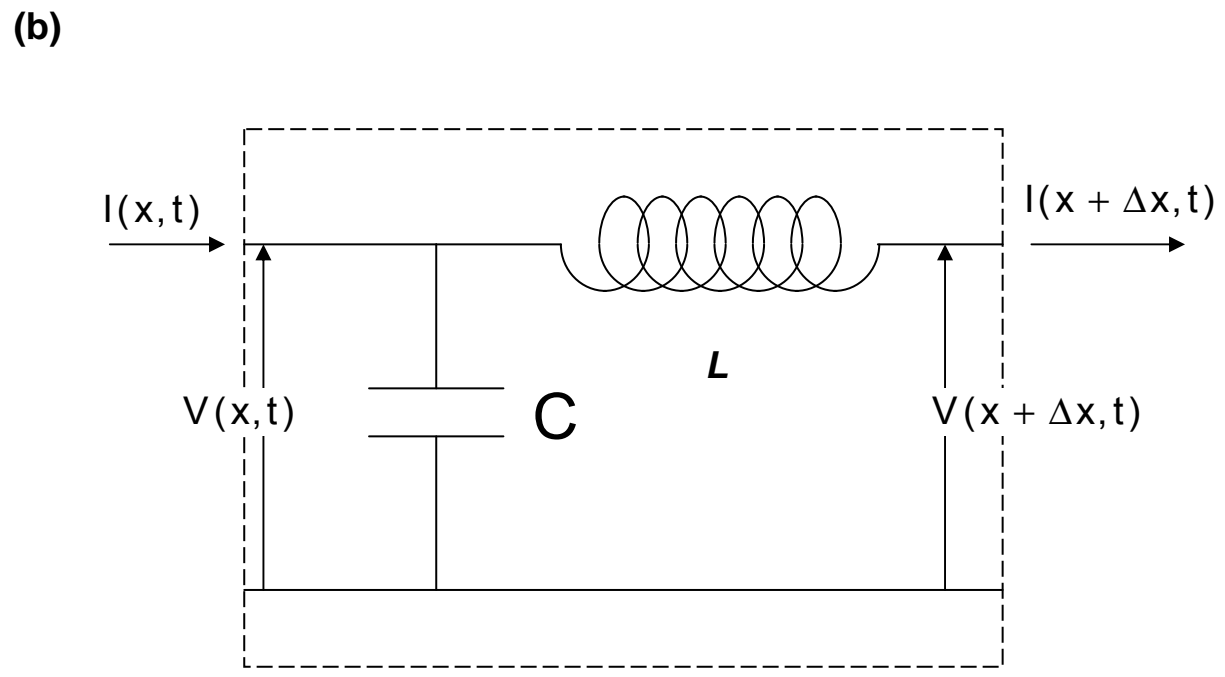 (b)
I(x,t)
I(x + Δx,t)
L
V(x,t)
C
V(x + Δx,t)